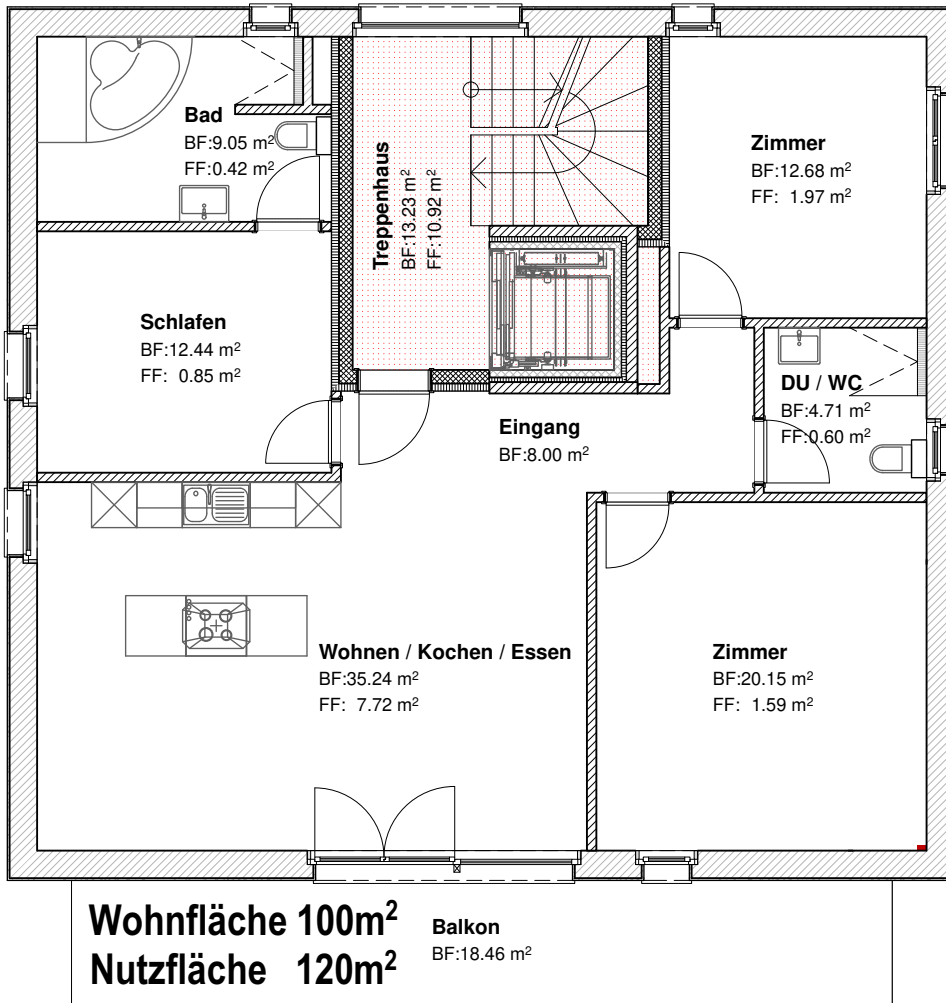 Bad
BF:9.05 m²
FF:0.42 m²
Treppenhaus
BF:13.23 m²
FF:10.92 m²
Zimmer
BF:12.68 m²
FF: 1.97 m²
Schlafen
BF:12.44 m²
FF: 0.85 m²
DU / WC
BF:4.71 m²
FF:0.60 m²
Eingang
BF:8.00 m²
Wohnen / Kochen / Essen
BF:35.24 m²
FF: 7.72 m²
Zimmer
BF:20.15 m²
FF: 1.59 m²
Wohnfläche 100m²
Nutzfläche 120m²
Balkon
BF:18.46 m²